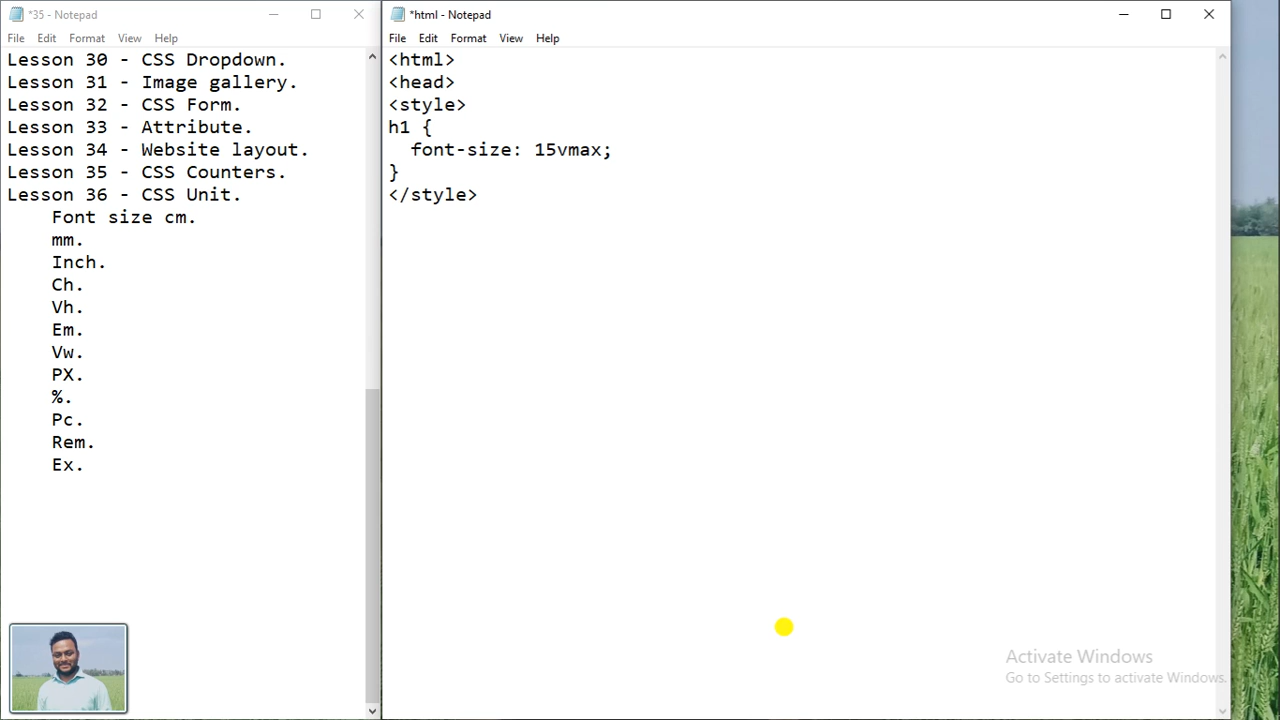 *35 - Notepad
File Edit Format View Help
Lesson 30 - CSS Dropdown.
Lesson 31 - Image gallery.
Lesson 32 - CSS Form.
Lesson 33 - Attribute.
Lesson 34 - Website layout.
Lesson 35 - CSS Counters.
Lesson 36 - CSS Unit.
Font size cm.
mm.
Inch.
Ch.
Vh.
Em.
Vw.
PX.
%.
Pc.
Rem.
Ex.
*html - Notepad
File Edit Format View Help
<html>
<head>
<style>
h1 {
font-size: 15vmax;
}
</style>
Activate Windows
Go to Settings to activate Windows.